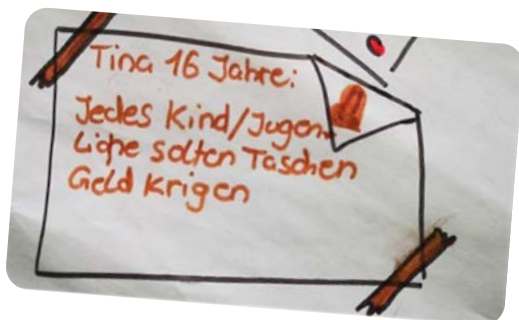 Tina 16 Jahre:
Jedes Kind/Jugend
Liche solten Taschen
Geld Krigen